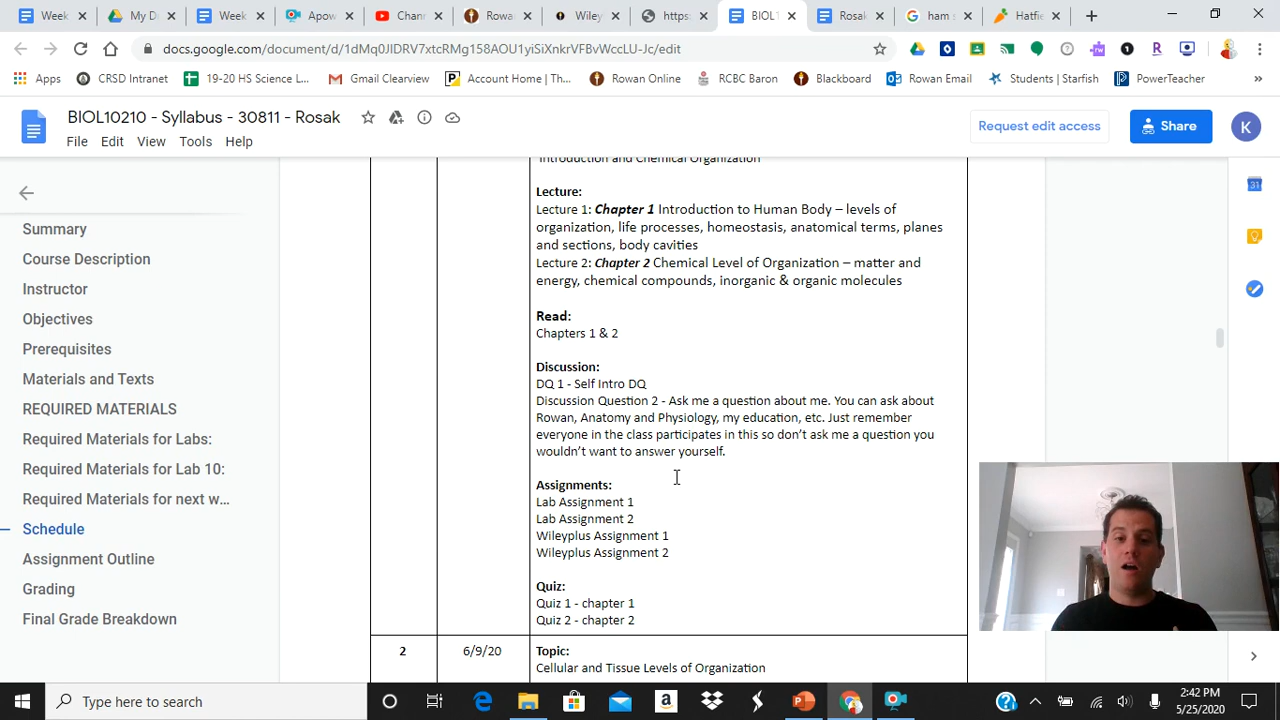 Week
My D
Week
Apow
Chann
Rowan
Wiley
https:
BIOL1
Rosak
ham s
Hatfie
docs.google.com/document/d/1dMq0JIDRV7xtcRMg158AOU1yiSiXnkrVFBvWccLU-Jc/edit
Apps
CRSD Intranet
19-20 HS Science L...
Gmail Clearview
Account Home | Th...
Rowan Online
RCBC Baron
Blackboard
Rowan Email
Students | Starfish
PowerTeacher
»
BIOL10210 - Syllabus - 30811 - Rosak
File Edit View Tools Help
Request edit access
Share
K
Summary
Course Description
Instructor
Objectives
Prerequisites
Materials and Texts
REQUIRED MATERIALS
Required Materials for Labs:
Required Materials for Lab 10:
Required Materials for next w...
Schedule
Assignment Outline
Grading
Final Grade Breakdown
Introduction and Chemical Organization
Lecture:
Lecture 1: Chapter 1 Introduction to Human Body – levels of
organization, life processes, homeostasis, anatomical terms, planes
and sections, body cavities
Lecture 2: Chapter 2 Chemical Level of Organization – matter and
energy, chemical compounds, inorganic & organic molecules
Read:
Chapters 1 & 2
Discussion:
DQ 1 - Self Intro DQ
Discussion Question 2 - Ask me a question about me. You can ask about
Rowan, Anatomy and Physiology, my education, etc. Just remember
everyone in the class participates in this so don’t ask me a question you
wouldn’t want to answer yourself.
Assignments:
Lab Assignment 1
Lab Assignment 2
Wileyplus Assignment 1
Wileyplus Assignment 2
Quiz:
Quiz 1 - chapter 1
Quiz 2 - chapter 2
2
6/9/20
Topic:
Cellular and Tissue Levels of Organization
31
Type here to search
2:42 PM
5/25/2020